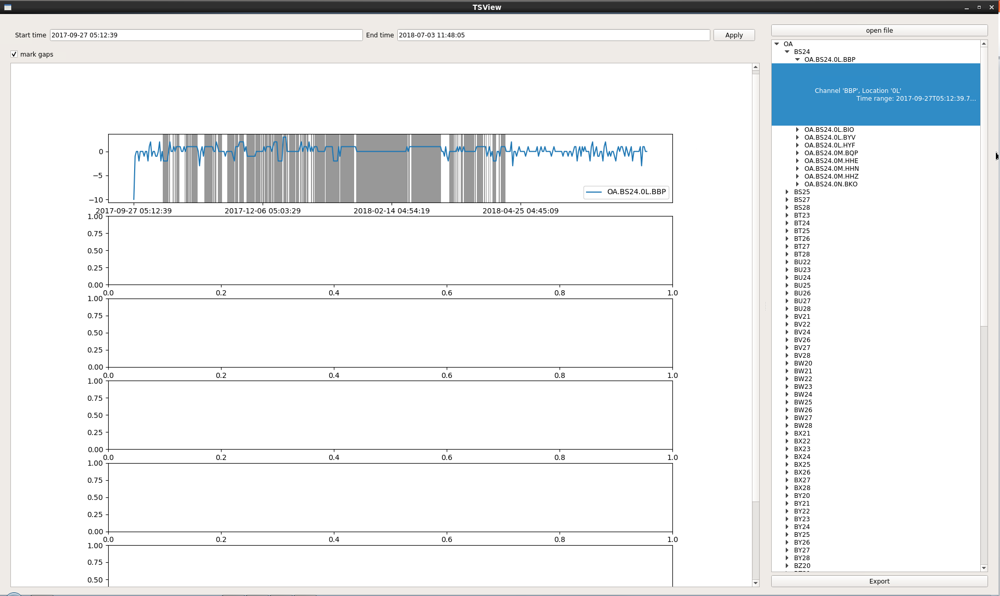 TSView
Start time 2017-09-27 05:12:39 End time 2018-07-03 11:48:05 Apply
mark gaps
0
−5
−10
OA.BS24.0L.BBP
2017-09-27 05:12:39 2017-12-06 05:03:29 2018-02-14 04:54:19 2018-04-25 04:45:09
1.00
0.75
0.50
0.25
0.00
0.0 0.2 0.4 0.6 0.8 1.0
1.00
0.75
0.50
0.25
0.00
0.0 0.2 0.4 0.6 0.8 1.0
1.00
0.75
0.50
0.25
0.00
0.0 0.2 0.4 0.6 0.8 1.0
1.00
0.75
0.50
0.25
0.00
0.0 0.2 0.4 0.6 0.8 1.0
1.00
0.75
0.50
open file
OA
BS24
OA.BS24.0L.BBP
Channel 'BBP', Location '0L'
Time range: 2017-09-27T05:12:39.7...
OA.BS24.0L.BIO
OA.BS24.0L.BYV
OA.BS24.0L.HYF
OA.BS24.0M.BQP
OA.BS24.0M.HHE
OA.BS24.0M.HHN
OA.BS24.0M.HHZ
OA.BS24.0N.BKO
BS25
BS27
BS28
BT23
BT24
BT25
BT26
BT27
BT28
BU22
BU23
BU24
BU25
BU26
BU27
BU28
BV21
BV22
BV24
BV26
BV27
BV28
BW20
BW21
BW22
BW23
BW24
BW25
BW26
BW27
BW28
BX21
BX22
BX23
BX24
BX25
BX26
BX27
BX28
BY20
BY21
BY22
BY23
BY24
BY25
BY26
BY27
BY28
BZ20
Export